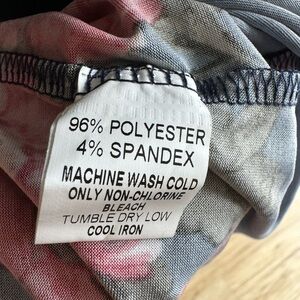 96% POLYESTER
4% SPANDEX
MACHINE WASH COLD
ONLY NON-CHLORINE
BLEACH
TUMBLE DRY LOW
COOL IRON